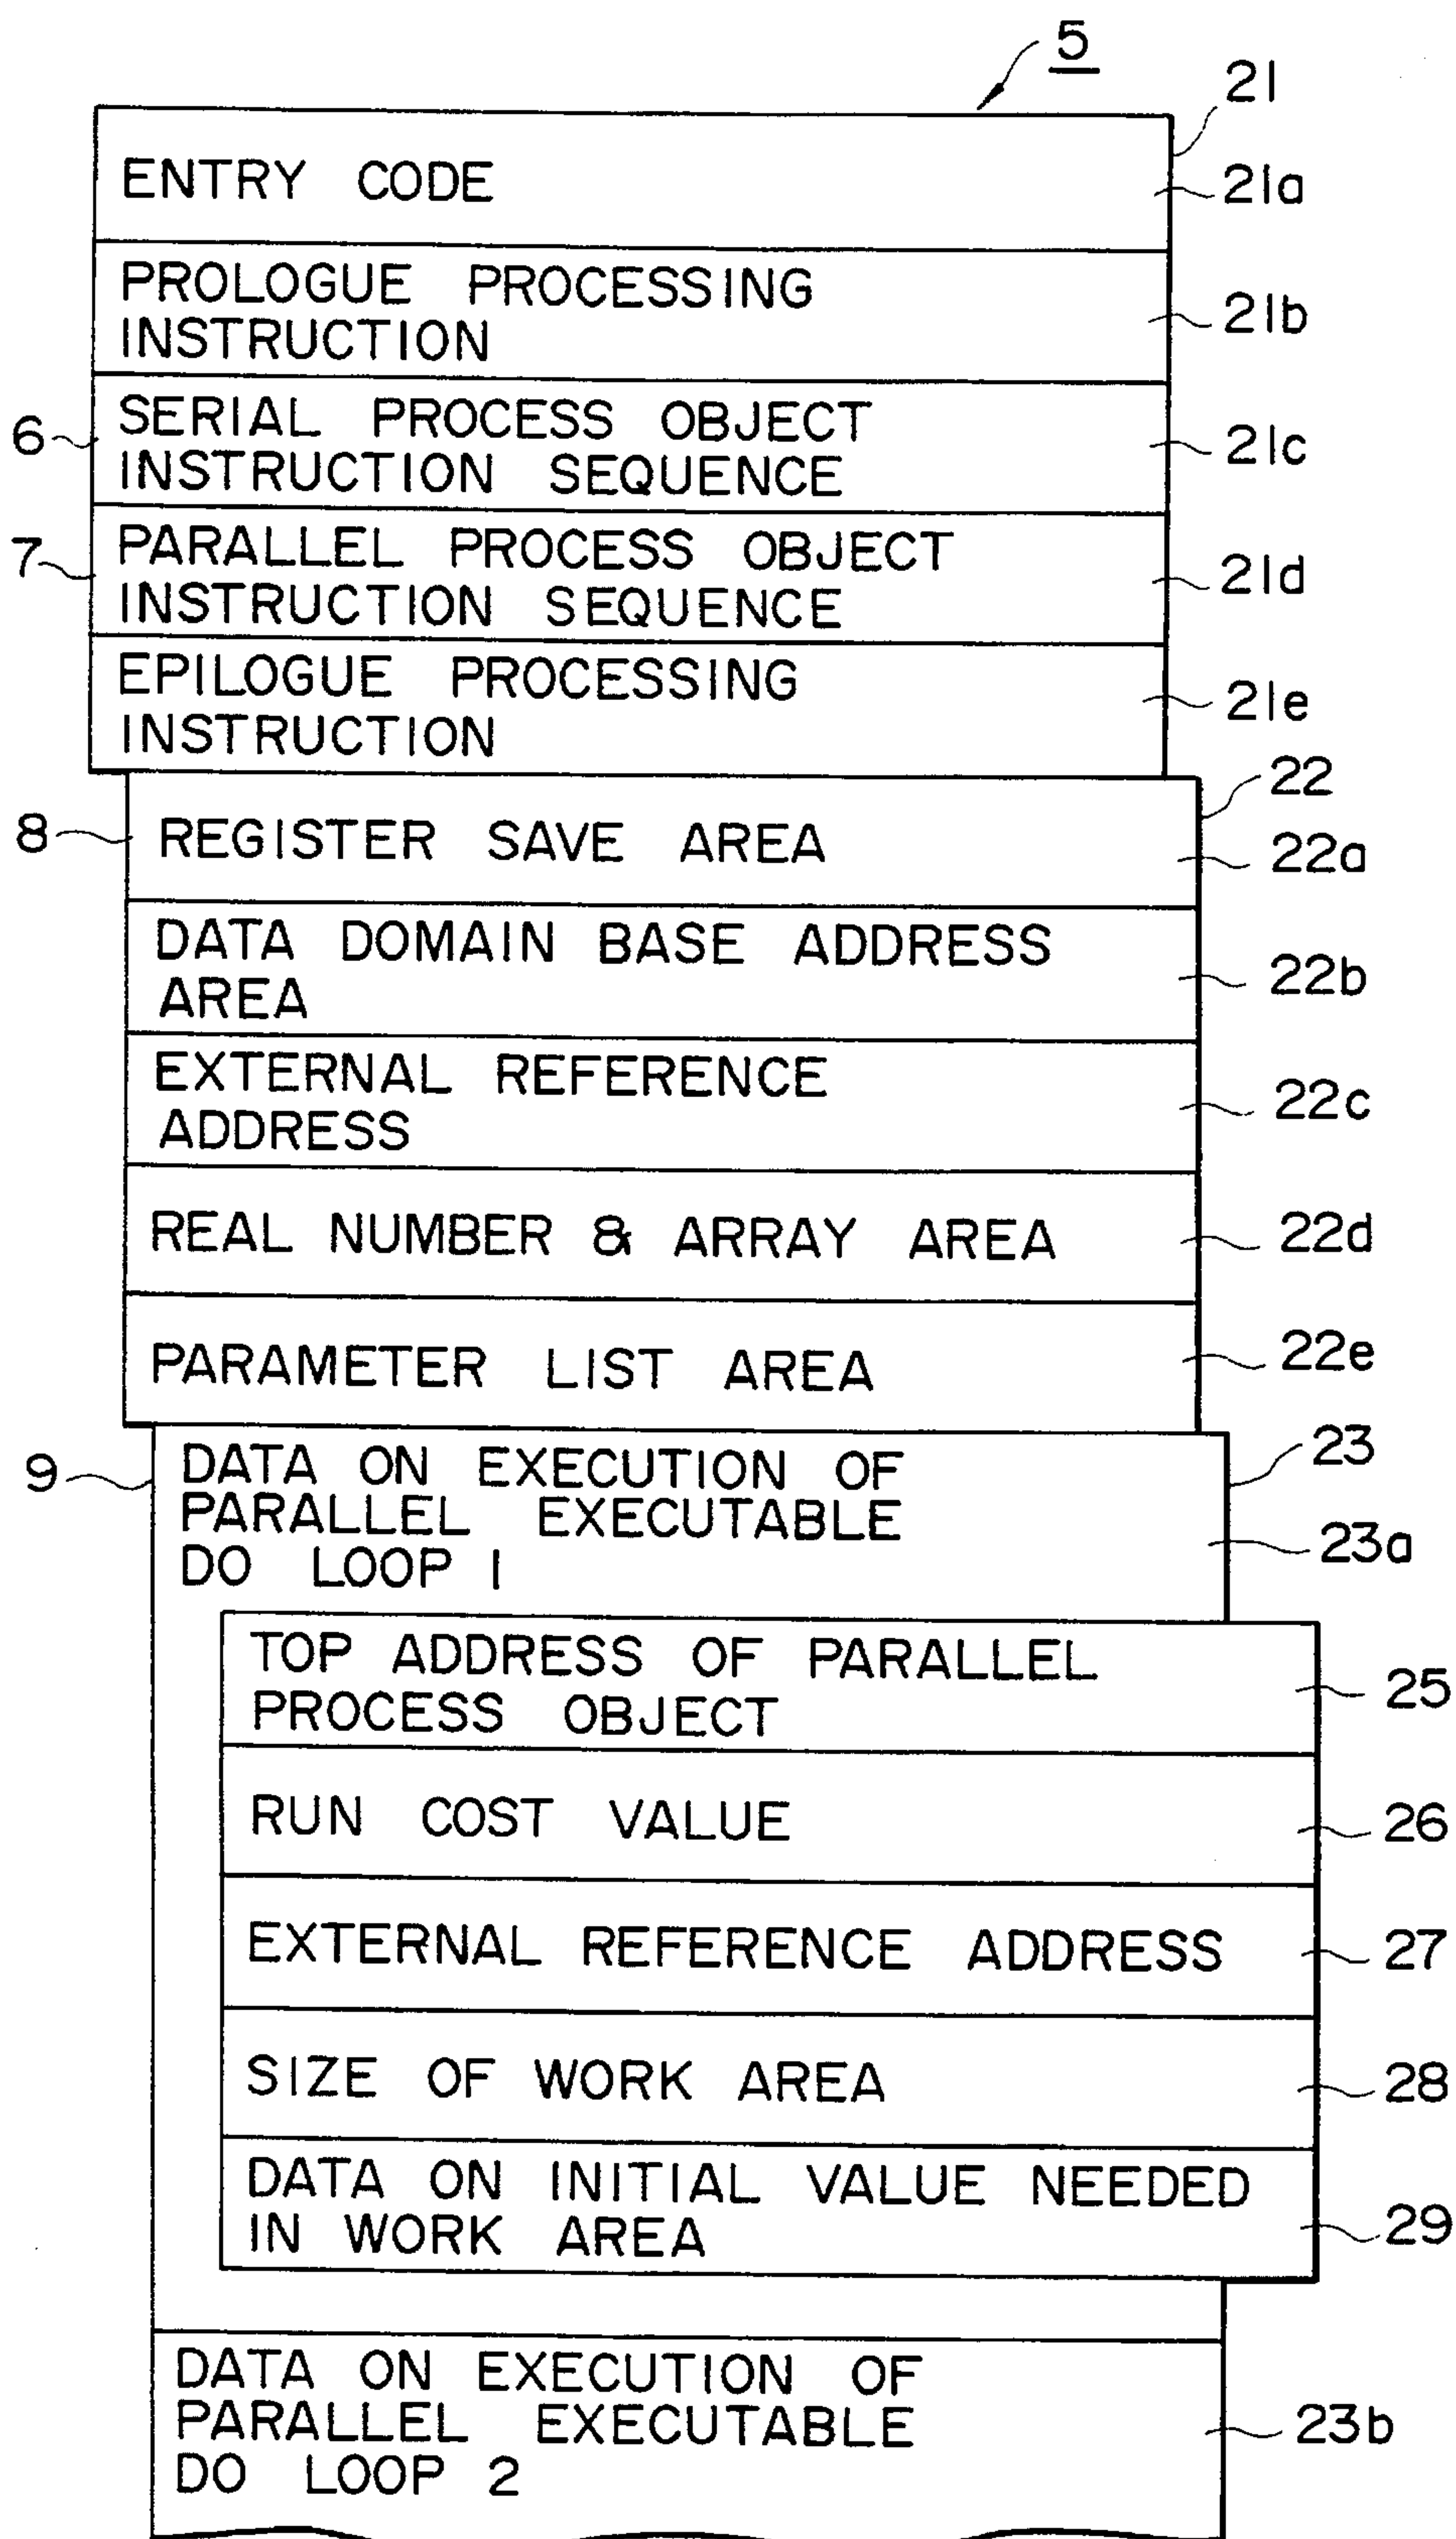 5
21
ENTRY CODE
21a
PROLOGUE PROCESSING
INSTRUCTION
21b
6
SERIAL PROCESS OBJECT
INSTRUCTION SEQUENCE
21c
7
PARALLEL PROCESS OBJECT
INSTRUCTION SEQUENCE
21d
EPILOGUE PROCESSING
INSTRUCTION
21e
22
8
REGISTER SAVE AREA
22a
DATA DOMAIN BASE ADDRESS
AREA
22b
EXTERNAL REFERENCE
ADDRESS
22c
REAL NUMBER & ARRAY AREA
22d
PARAMETER LIST AREA
22e
23
9
DATA ON EXECUTION OF
PARALLEL EXECUTABLE
DO LOOP 1
23a
TOP ADDRESS OF PARALLEL
PROCESS OBJECT
25
RUN COST VALUE
26
EXTERNAL REFERENCE ADDRESS
27
SIZE OF WORK AREA
28
DATA ON INITIAL VALUE NEEDED
IN WORK AREA
29
DATA ON EXECUTION OF
PARALLEL EXECUTABLE
DO LOOP 2
23b